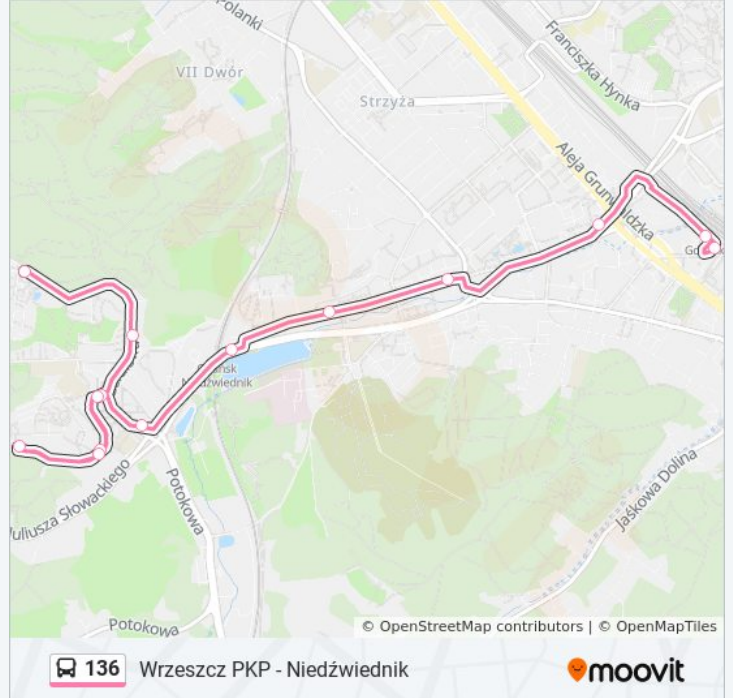 Polanki
Franciszka Hynka
VII Dwór
Strzyża
Aleja Grunwaldzka
Niedźwiednik
Juliusza Słowackiego
Potokowa
Jaśkowa Dolina
Potokowa
© OpenStreetMap contributors | © OpenMapTiles
136 Wrzeszcz PKP - Niedźwiednik
moovit